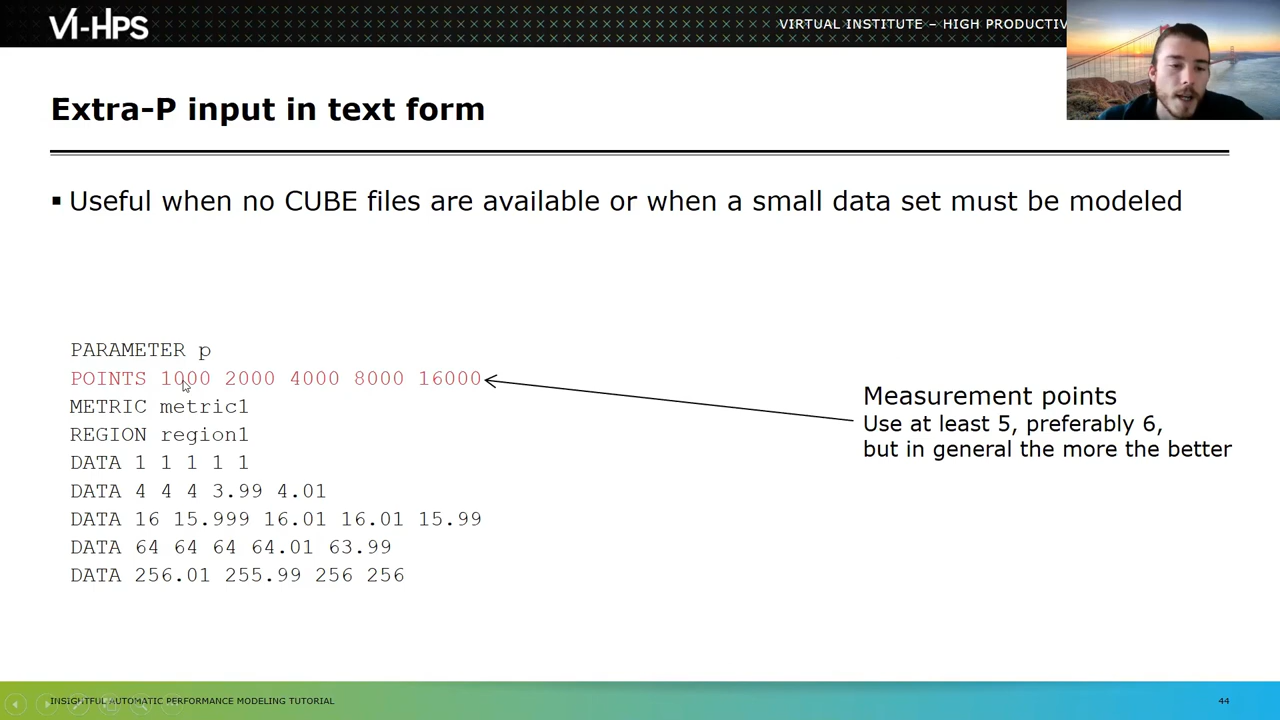 VI-HPS
VIRTUAL INSTITUTE – HIGH PRODUCTIV
Extra-P input in text form
▪ Useful when no CUBE files are available or when a small data set must be modeled
PARAMETER p
POINTS 1000 2000 4000 8000 16000
METRIC metric1
REGION region1
DATA 1 1 1 1 1
DATA 4 4 4 3.99 4.01
DATA 16 15.999 16.01 16.01 15.99
DATA 64 64 64 64.01 63.99
DATA 256.01 255.99 256 256
Measurement points
Use at least 5, preferably 6,
but in general the more the better
INSIGHTFUL AUTOMATIC PERFORMANCE MODELING TUTORIAL
44